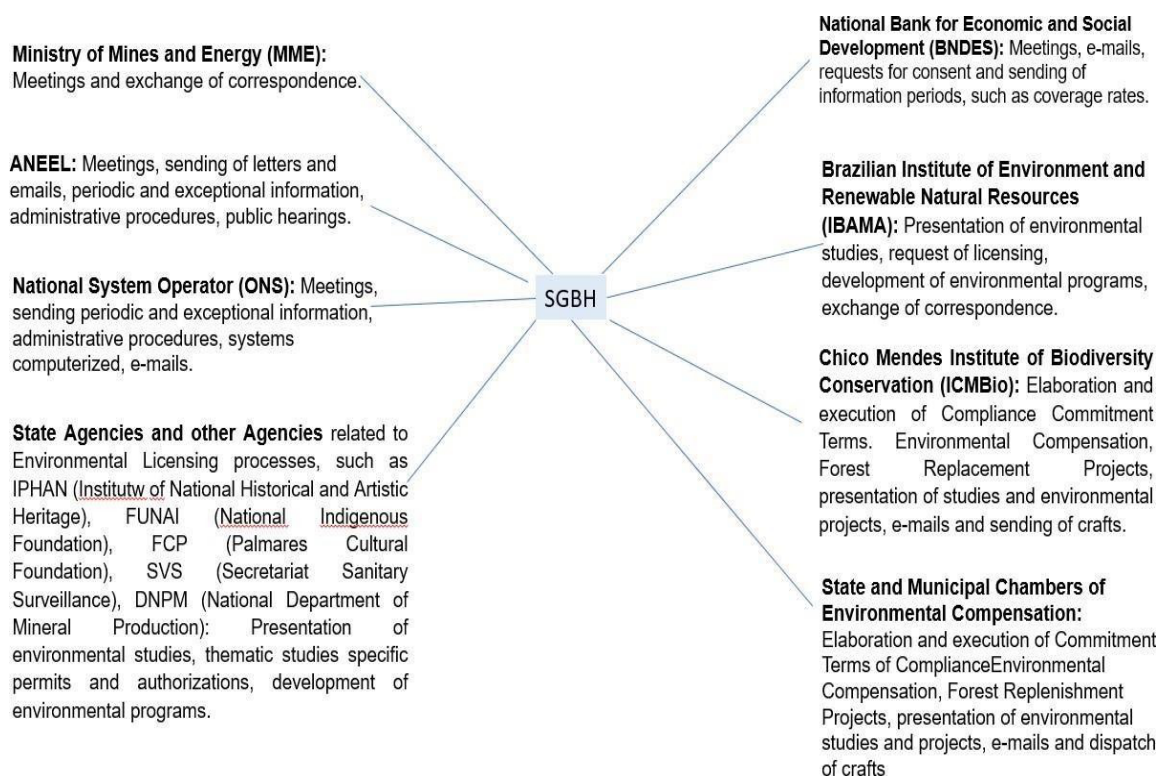 Ministry of Mines and Energy (MME):
Meetings and exchange of correspondence.
ANEEL: Meetings, sending of letters and
emails, periodic and exceptional information,
administrative procedures, public hearings.
National System Operator (ONS): Meetings,
sending periodic and exceptional information,
administrative procedures, systems
computerized, e-mails.
State Agencies and other Agencies related to
Environmental Licensing processes, such as
IPHAN (Institutw of National Historical and Artistic
Heritage), FUNAI (National Indigenous
Foundation), FCP (Palmares Cultural
Foundation), SVS (Secretariat Sanitary
Surveillance), DNPM (National Department of
Mineral Production): Presentation of
environmental studies, thematic studies specific
permits and authorizations, development of
environmental programs.
SGBH
National Bank for Economic and Social
Development (BNDES): Meetings, e-mails,
requests for consent and sending of
information periods, such as coverage rates.
Brazilian Institute of Environment and
Renewable Natural Resources
(IBAMA): Presentation of environmental
studies, request of licensing,
development of environmental programs,
exchange of correspondence.
Chico Mendes Institute of Biodiversity
Conservation (ICMBio): Elaboration and
execution of Compliance Commitment
Terms. Environmental Compensation,
Forest Replacement Projects,
presentation of studies and environmental
projects, e-mails and sending of crafts.
State and Municipal Chambers of
Environmental Compensation:
Elaboration and execution of Commitment
Terms of ComplianceEnvironmental
Compensation, Forest Replenishment
Projects, presentation of environmental
studies and projects, e-mails and dispatch
of crafts